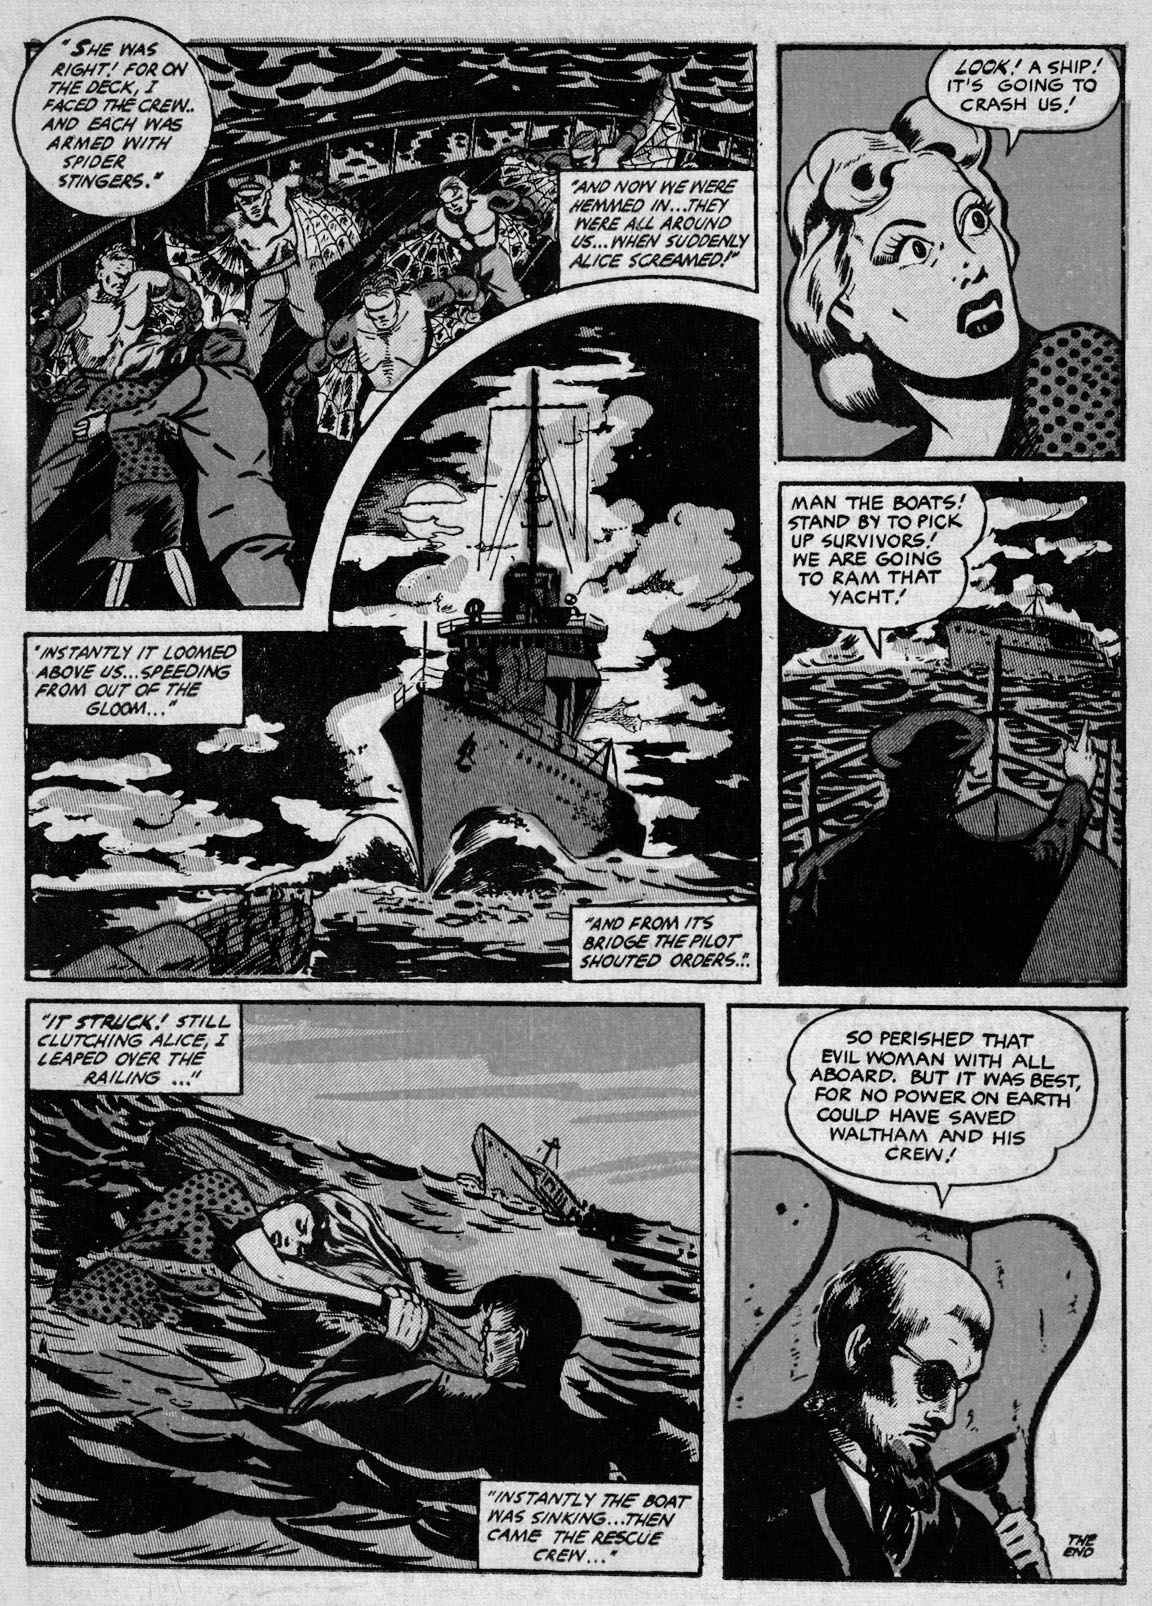 "SHE WAS
RIGHT! FOR ON
THE DECK, I
FACED THE CREW..
AND EACH WAS
ARMED WITH
SPIDER
STINGERS."
"AND NOW WE WERE
HEMMED IN...THEY
WERE ALL AROUND
US...WHEN SUDDENLY
ALICE SCREAMED!"
LOOK! A SHIP!
IT'S GOING TO
CRASH US!
"INSTANTLY IT LOOMED
ABOVE US...SPEEDING
FROM OUT OF THE
GLOOM..."
"AND FROM ITS
BRIDGE THE PILOT
SHOUTED ORDERS..."
MAN THE BOATS!
STAND BY TO PICK
UP SURVIVORS!
WE ARE GOING
TO RAM THAT
YACHT!
"IT STRUCK! STILL
CLUTCHING ALICE, I
LEAPED OVER THE
RAILING ..."
"INSTANTLY THE BOAT
WAS SINKING...THEN
CAME THE RESCUE
CREW..."
SO PERISHED THAT
EVIL WOMAN WITH ALL
ABOARD. BUT IT WAS BEST,
FOR NO POWER ON EARTH
COULD HAVE SAVED
WALTHAM AND HIS
CREW!
THE
END